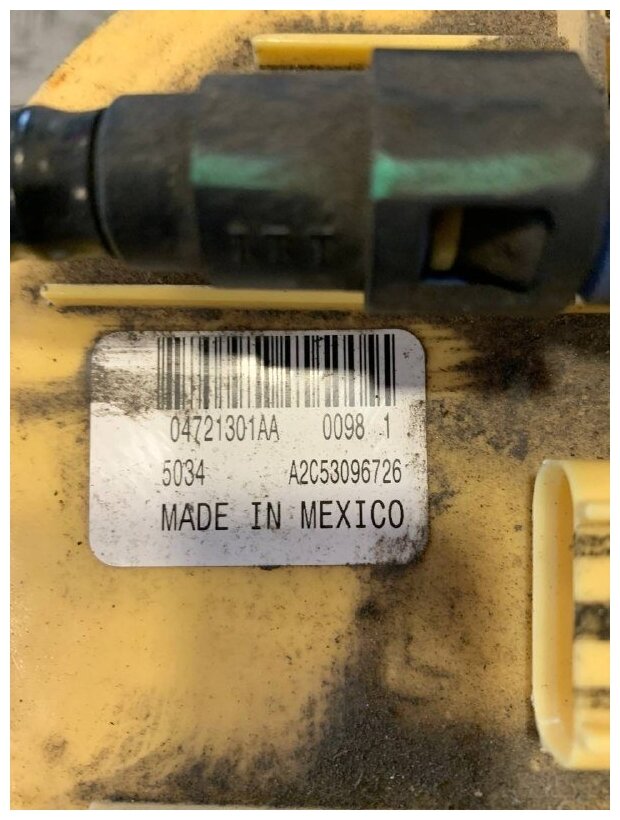 04721301AA 0098 1
5034 A2C53096726
MADE IN MEXICO